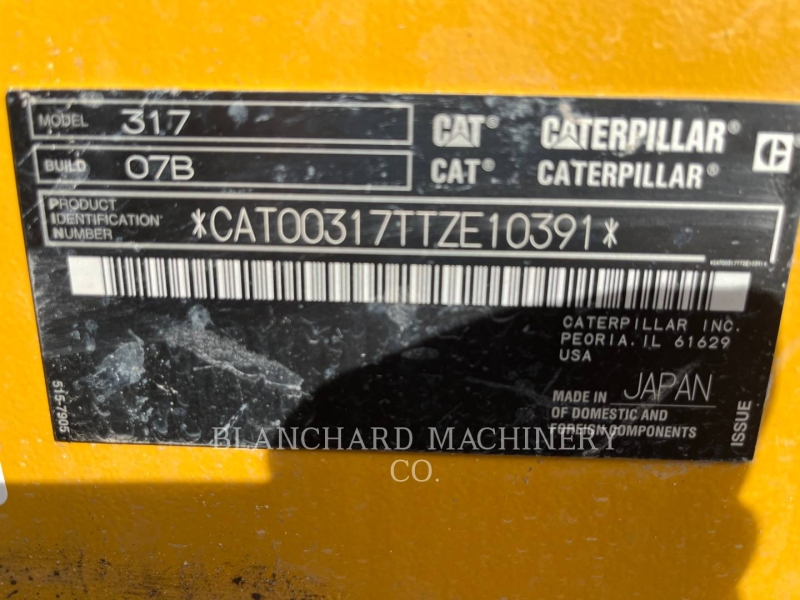 MODEL 317 CAT® CATERPILLAR®
BUILD 07B CAT® CATERPILLAR®
PRODUCT
IDENTIFICATION
NUMBER *CAT00317TTZE10391*
*CAT00317TTZE10391*
CATERPILLAR INC.
PEORIA, IL 61629
USA
MADE IN JAPAN
OF DOMESTIC AND
FOREIGN COMPONENTS
515-7905
ISSUE
BLANCHARD MACHINERY
CO.